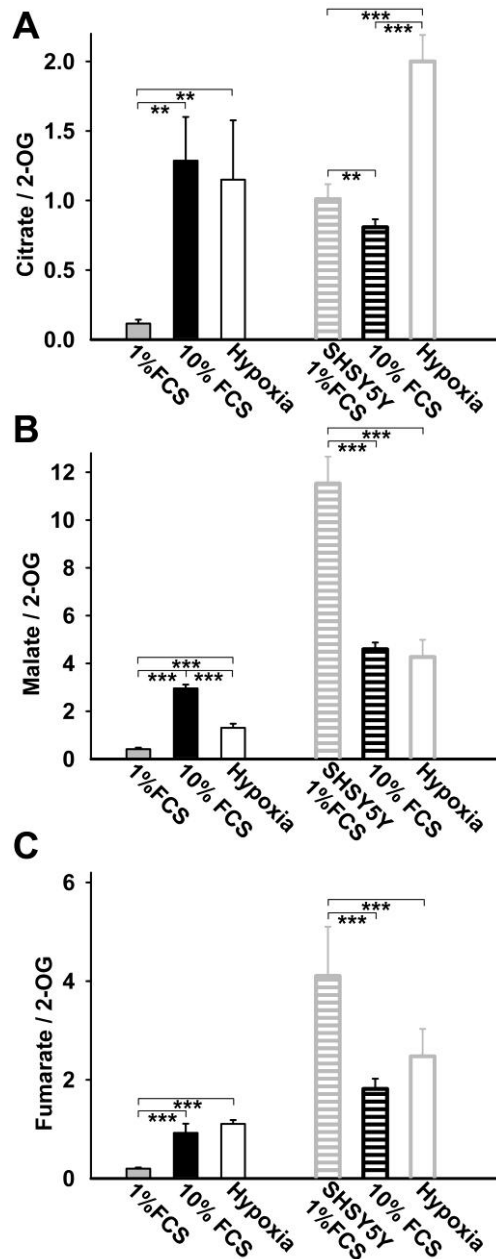 A
Citrate / 2-OG
2.0
1.5
1.0
0.5
0.0
**
**
**
***
***
1%FCS
10% FCS
Hypoxia
SHSY5Y
1%FCS
10% FCS
Hypoxia
B
Malate / 2-OG
12
10
8
6
4
2
0
***
***
***
***
***
1%FCS
10% FCS
Hypoxia
SHSY5Y
1%FCS
10% FCS
Hypoxia
C
Fumarate / 2-OG
6
4
2
0
***
***
***
***
1%FCS
10% FCS
Hypoxia
SHSY5Y
1%FCS
10% FCS
Hypoxia